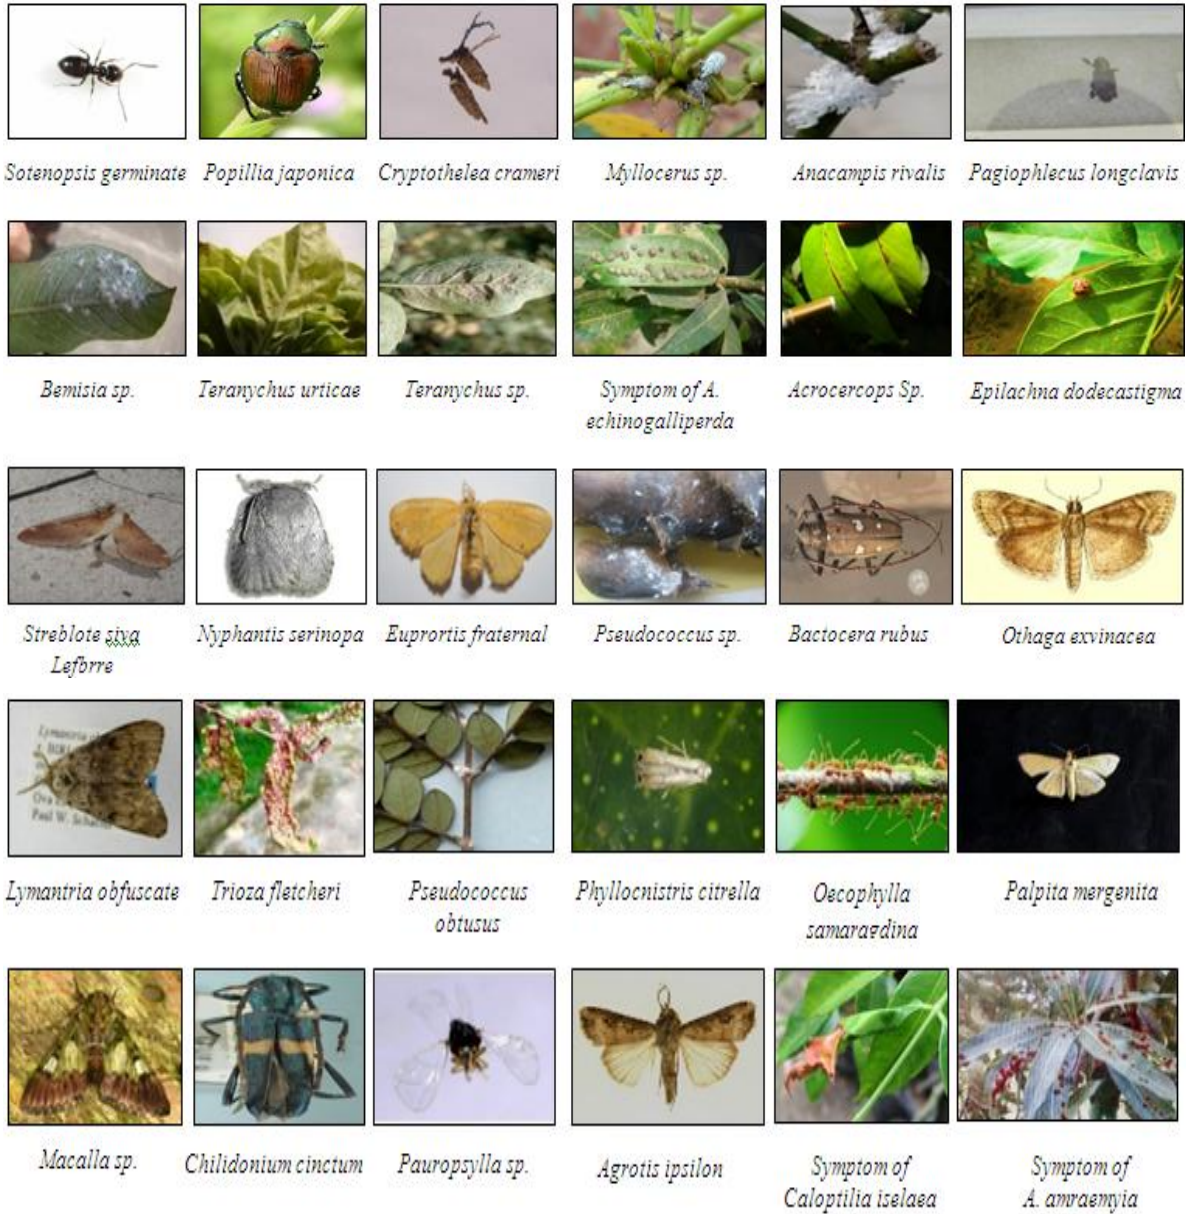 Sotenopsis germinate Popillia japonica Cryptothelea crameri Myllocerus sp. Anacampis rivalis Pagiophlecus longclavis
Bemisia sp. Teranychus urticae Teranychus sp. Symptom of A. Acrocercops Sp. Epilachna dodecastigma
echinogalliperda
Streblote siva Nyphantis serinopa Euprortis fraternal Pseudococcus sp. Bactocera rubus Othaga exvinacea
Lefbrre
Lymantria
Paul W.
Lymantria obfuscate Trioza fletcheri Pseudococcus Phyllocnistris citrella Oecophylla Palpita mergenita
obtusus samaragdina
Macalla sp. Chilidonium cinctum Pauropsylla sp. Agrotis ipsilon Symptom of Symptom of
Caloptilia iselaea A. amraemyia